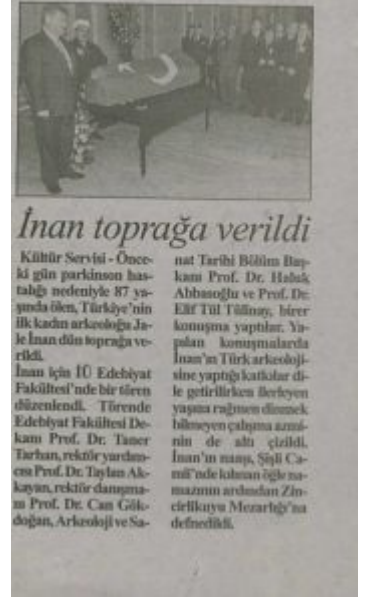 İnan toprağa verildi
Kültür Servisi - Önce-
ki gün parkinson has-
talığı nedeniyle 87 ya-
şında ölen, Türkiye'nin
ilk kadın arkeoloğu Ja-
le İnan dün toprağa ve-
rildi.
İnan için İÜ Edebiyat
Fakültesi'nde bir tören
düzenlendi. Törende
Edebiyat Fakültesi De-
kanı Prof. Dr. Taner
Tarhan, rektör yardım-
cısı Prof. Dr. Taylan Ak-
kayan, rektör danışma-
nı Prof. Dr. Can Gök-
doğan, Arkeoloji ve Sa-
nat Tarihi Bölüm Baş-
kanı Prof. Dr. Haluk
Abbasoğlu ve Prof. Dr.
Elif Tül Tülinay, birer
konuşma yaptılar. Ya-
pılan konuşmalarda
İnan'ın Türk arkeoloji-
sine yaptığı katkılar di-
le getirilirken ilerleyen
yaşına rağmen dinmek
bilmeyen çalışma azmi-
nin de altı çizildi.
İnan'ın naaşı, Şişli Ca-
mii'nde kılınan öğle na-
mazının ardından Zin-
cirlikuyu Mezarlığı'na
defnedildi.